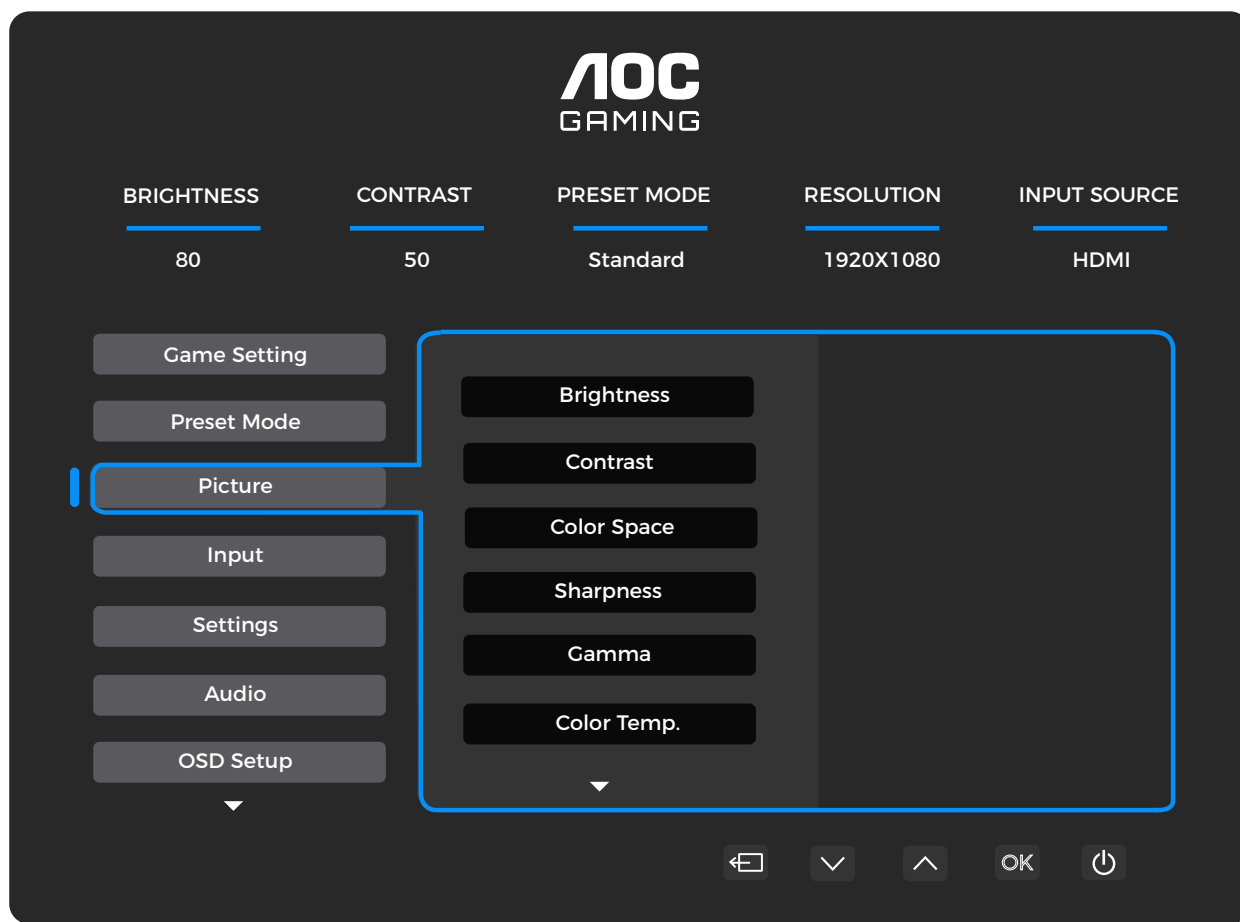 AOC
GAMING
BRIGHTNESS CONTRAST PRESET MODE RESOLUTION INPUT SOURCE
80 50 Standard 1920X1080 HDMI
Game Setting
Preset Mode
Picture
Input
Settings
Audio
OSD Setup
Brightness
Contrast
Color Space
Sharpness
Gamma
Color Temp.
OK